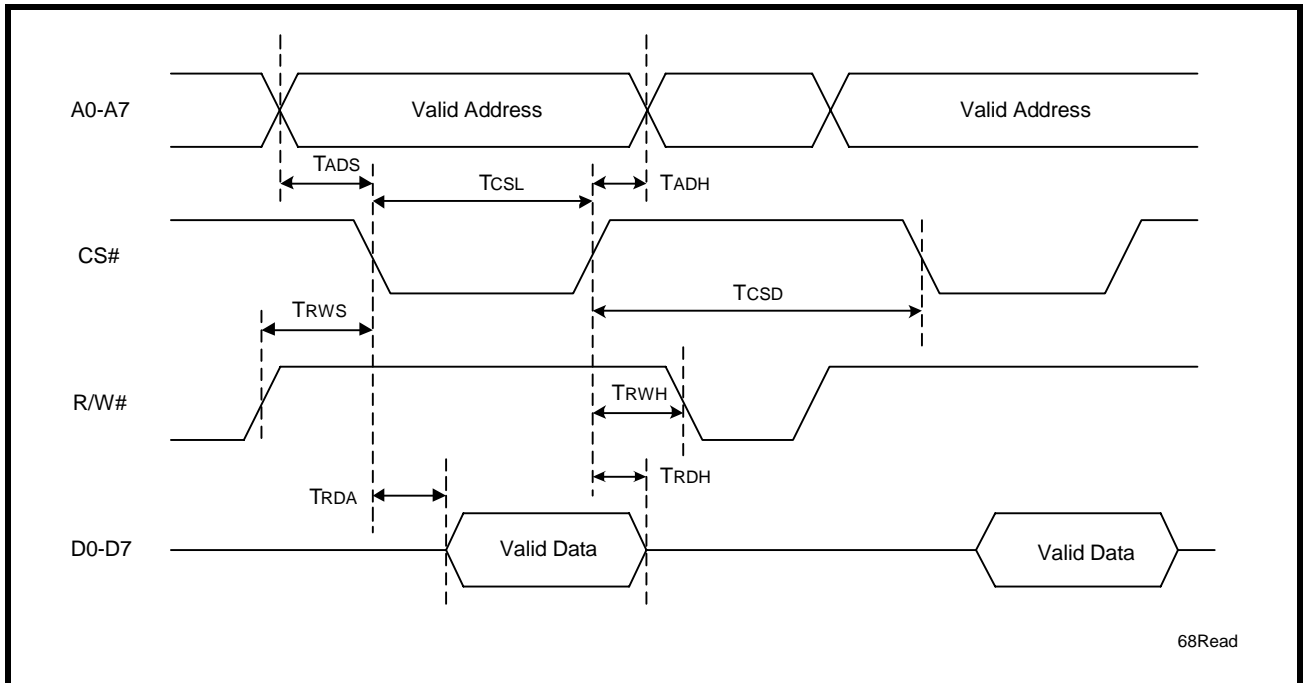 A0-A7
Valid Address
Valid Address
TADS
TCSL
TADH
CS#
TCSD
TRWS
R/W#
TRWH
TRDA
TRDH
D0-D7
Valid Data
Valid Data
68Read